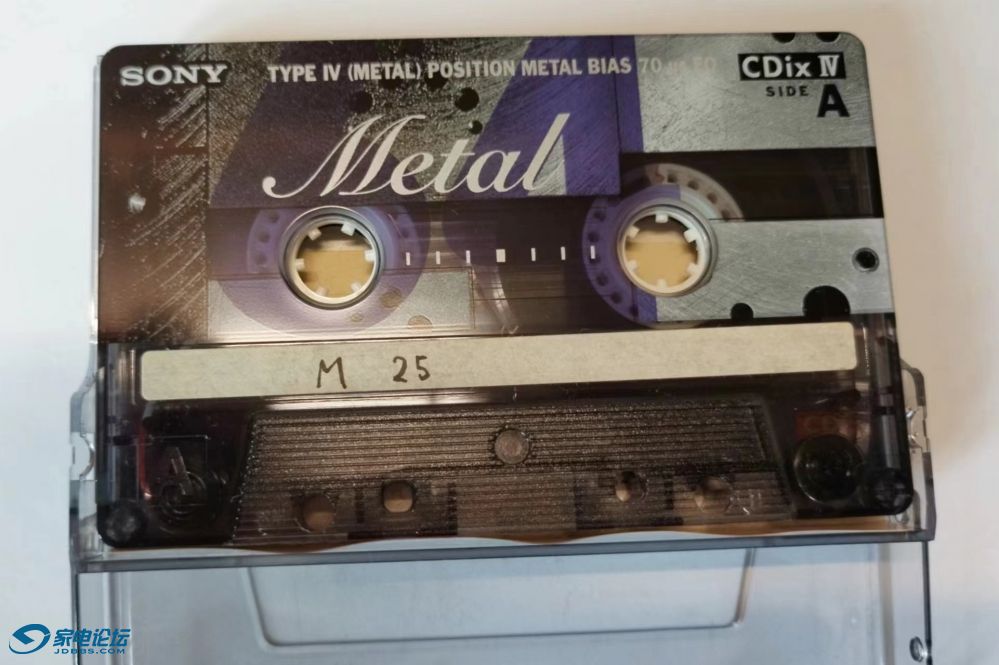 SONY
TYPE IV (METAL) POSITION METAL BIAS 70 µs EQ
CDix IV
SIDE A
Metal
M 25
A
家电论坛
JDBBS.COM